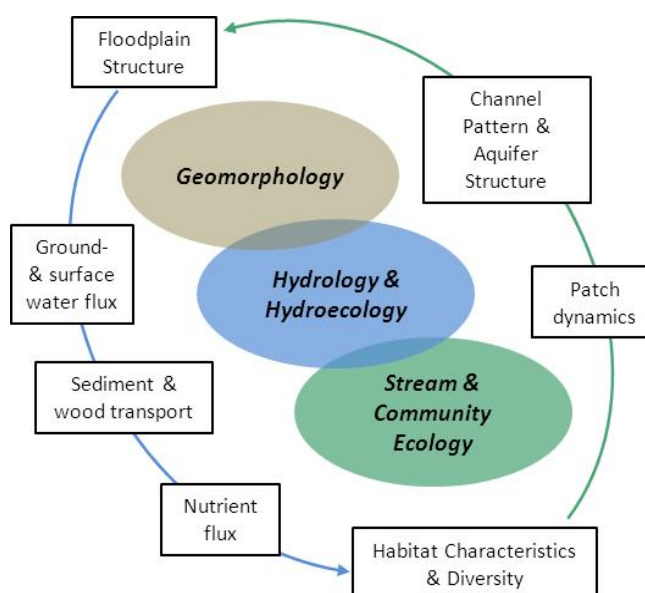 Floodplain
Structure
Channel
Pattern &
Aquifer
Structure
Geomorphology
Ground-
& surface
water flux
Hydrology &
Hydroecology
Patch
dynamics
Sediment &
wood transport
Stream &
Community
Ecology
Nutrient
flux
Habitat Characteristics
& Diversity